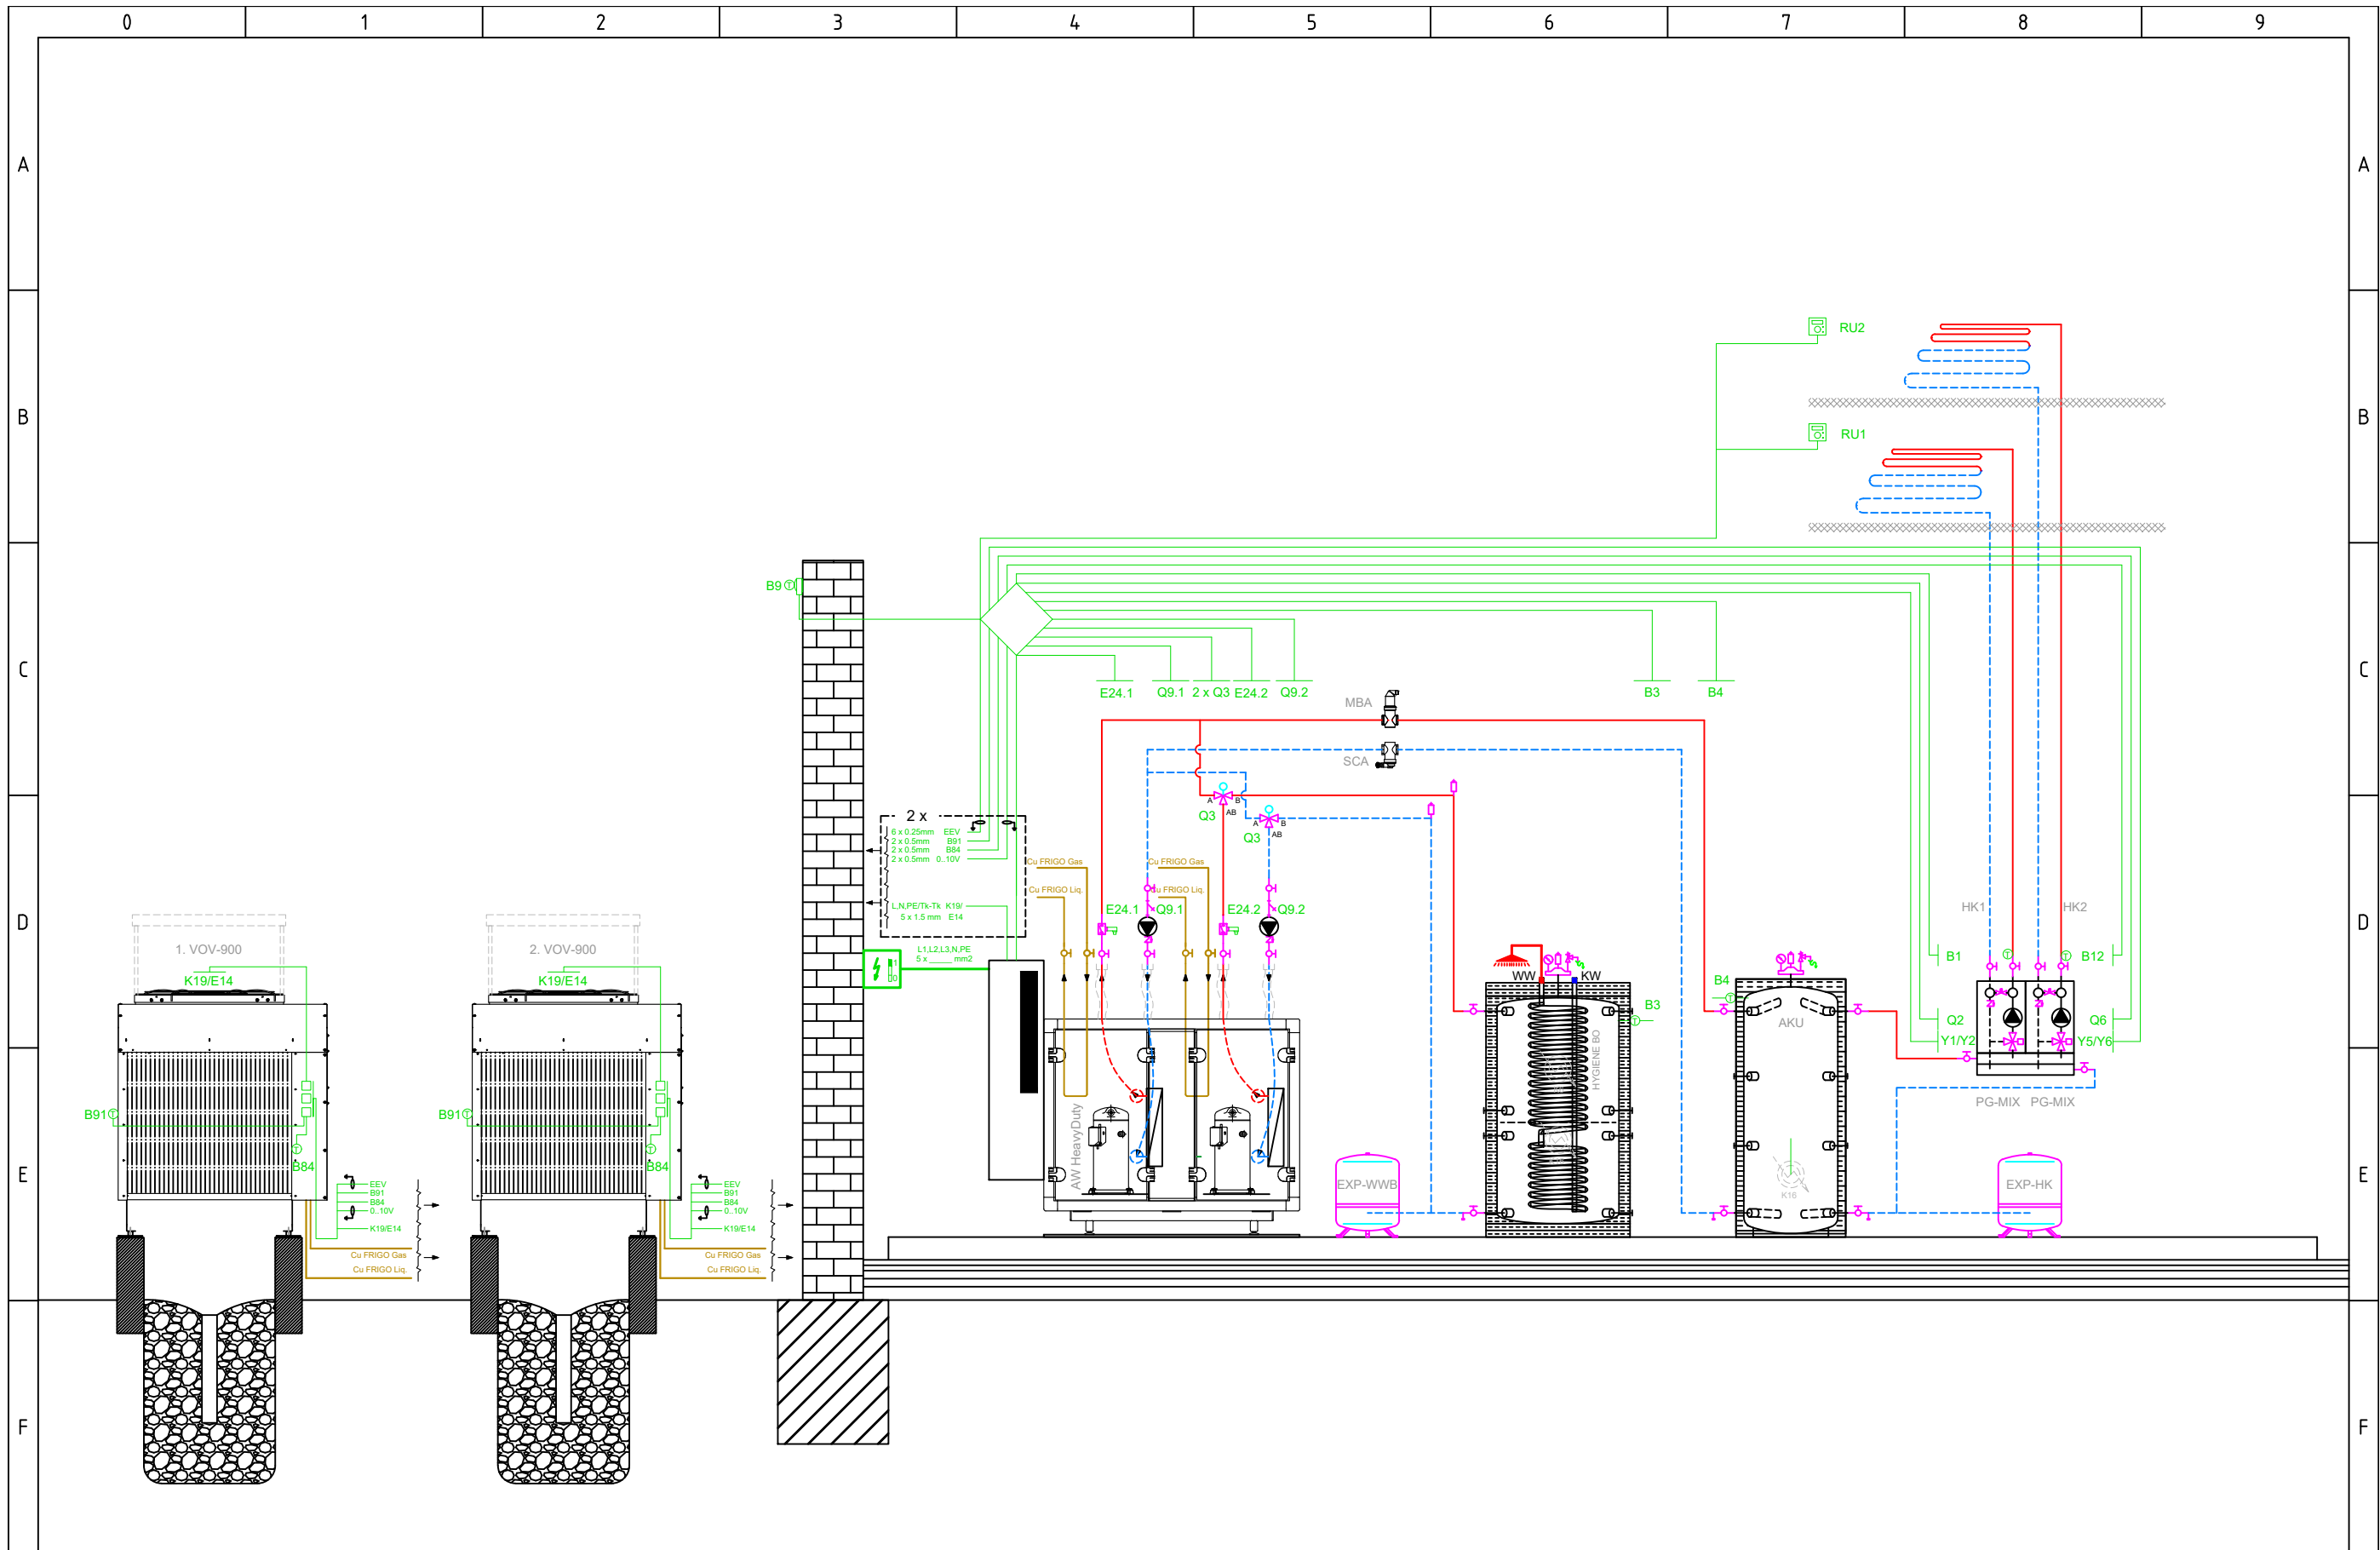 0 1 2 3 4 5 6 7 8 9
A A
RU2
B B
RU1
B9 T
C C
E24.1 Q9.1 2 x Q3 E24.2 Q9.2 B3 B4
MBA
SCA
A B
AB
Q3
A B
AB
Q3
2 x
6 x 0.25mm EEV
2 x 0.5mm B91
2 x 0.5mm B84
2 x 0.5mm 0..10V
L,N,PE/Tk-Tk K19/
5 x 1.5 mm E14
Cu FRIGO Gas Cu FRIGO Gas
Cu FRIGO Liq. Cu FRIGO Liq.
E24.1 Q9.1 E24.2 Q9.2
HK1 HK2
D D
1. VOV-900 2. VOV-900
K19/E14 K19/E14
L1,L2,L3,N,PE
5 x _____ mm2
B1 T T B12
WW KW
B4 T
B3 T
AKU
Q2 Q6
Y1/Y2 Y5/Y6
HYGIENE BO
PG-MIX PG-MIX
B91 T B91 T
AW HeavyDuty
T T
B84 B84
E E
EEV EEV
B91 B91
B84 B84
0..10V 0..10V
K19/E14 K19/E14
Cu FRIGO Gas Cu FRIGO Gas
Cu FRIGO Liq. Cu FRIGO Liq.
EXP-WWB
K16
EXP-HK
F F